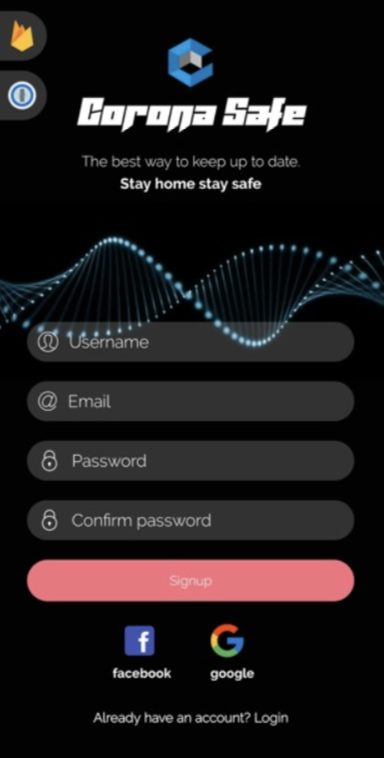 Corona Safe
The best way to keep up to date.
Stay home stay safe
Username
Email
Password
Confirm password
Signup
facebook
google
Already have an account? Login